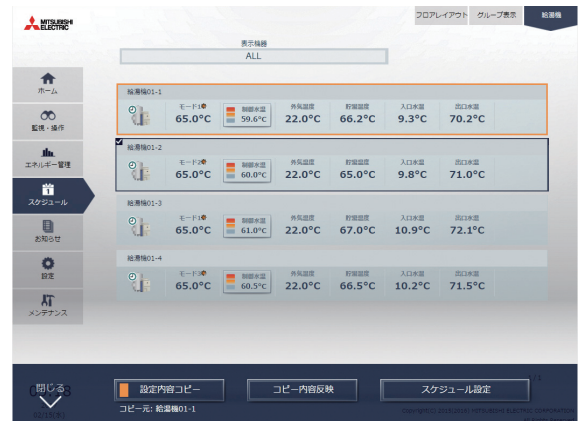 MITSUBISHI
ELECTRIC
フロアレイアウト グループ表示 給湯機
表示機器
ALL
ホーム
監視・操作
エネルギー管理
1
スケジュール
お知らせ
設定
メンテナンス
給湯機01-1
モード1 制御水温 外気温度 貯湯温度 入口水温 出口水温
65.0°C 59.6°C 22.0°C 66.2°C 9.3°C 70.2°C
給湯機01-2
モード2 制御水温 外気温度 貯湯温度 入口水温 出口水温
65.0°C 60.0°C 22.0°C 65.0°C 9.8°C 71.0°C
給湯機01-3
モード1 制御水温 外気温度 貯湯温度 入口水温 出口水温
65.0°C 61.0°C 22.0°C 67.0°C 10.9°C 72.1°C
給湯機01-4
モード3 制御水温 外気温度 貯湯温度 入口水温 出口水温
65.0°C 60.5°C 22.0°C 66.5°C 10.2°C 71.5°C
1/1
閉じる
設定内容コピー コピー内容反映 スケジュール設定
コピー元: 給湯機01-1
MITSUBISHI ELECTRIC CORPORATION